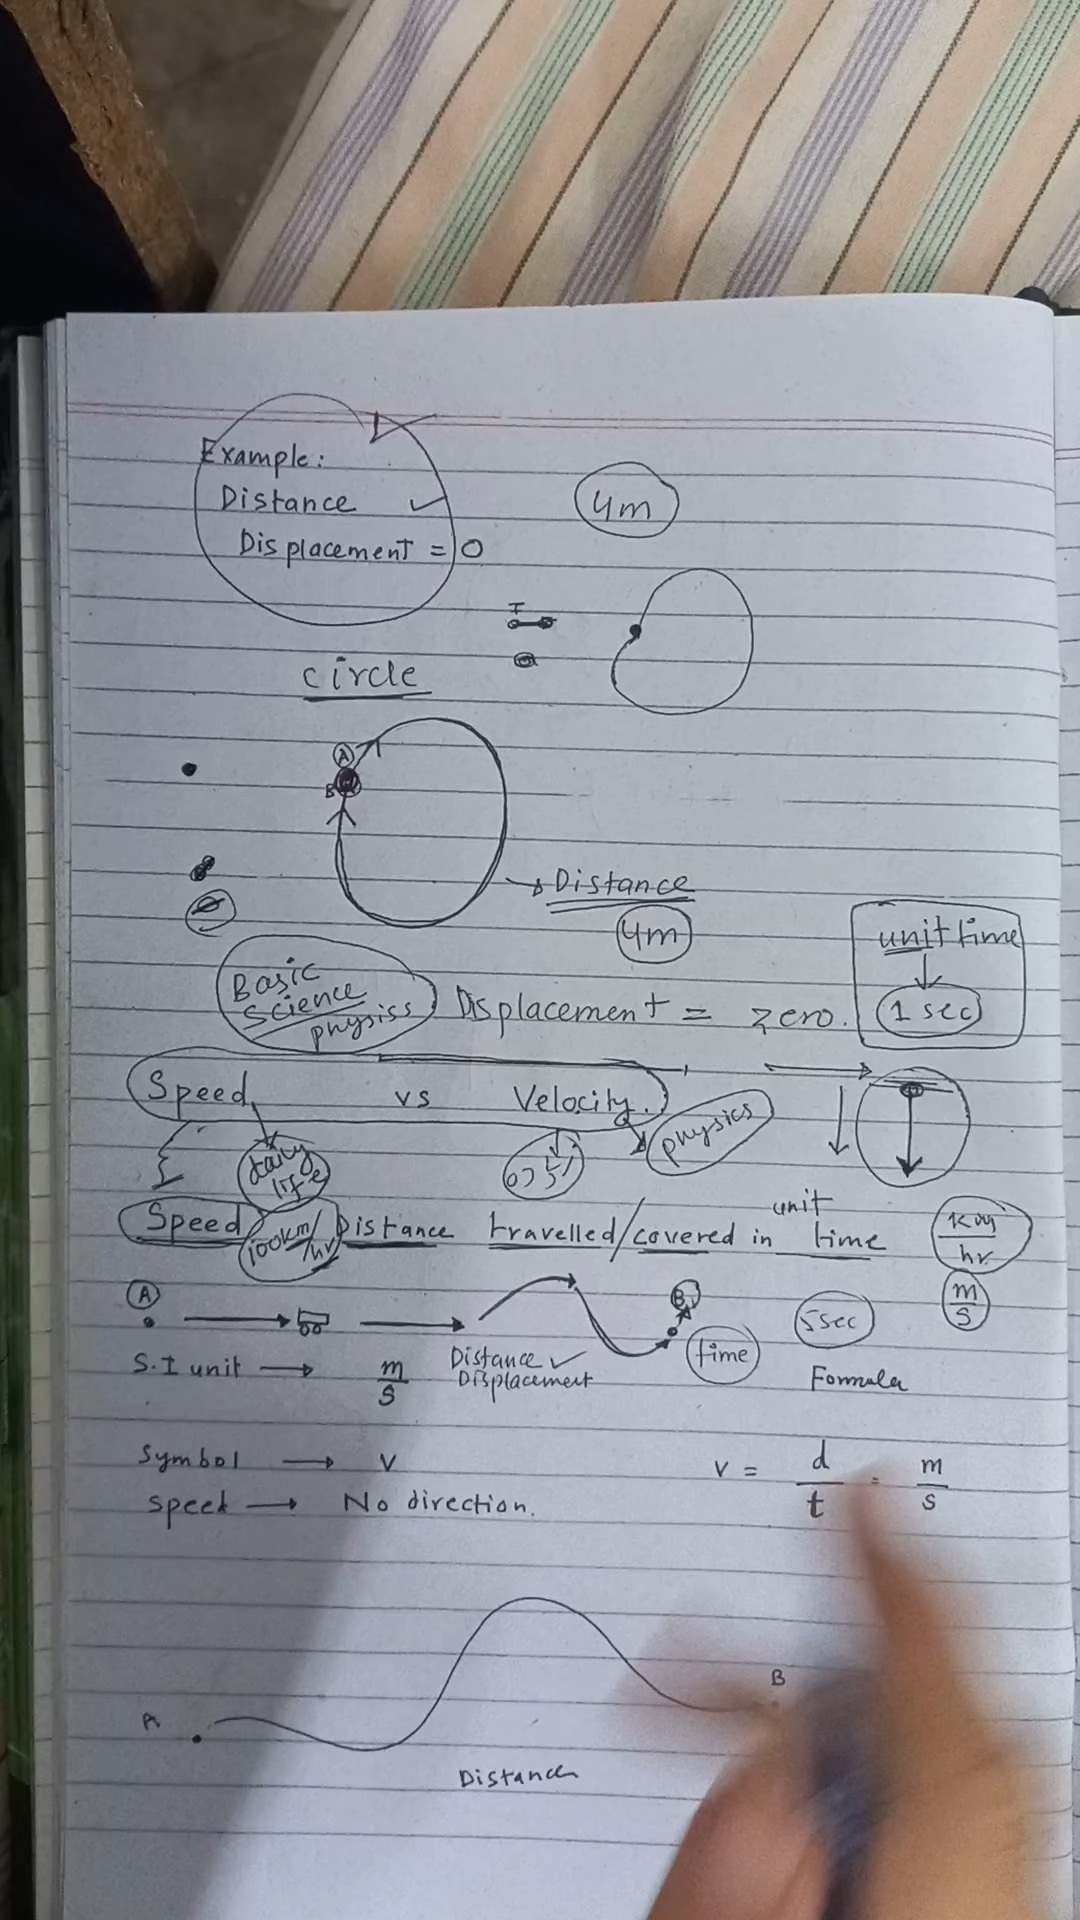 Example:
Distance
Displacement = 0
4m
I
circle
A
B
Distance
4m
unit time
1 sec
Basic
Science
physiss
Displacement = zero.
Speed vs Velocity.
physics
daily
life
Speed 100km/hr Distance travelled/covered in unit time
Km
hr
m
s
A
B
5sec
time
S.I unit → m/s
Distance
Displacement
Formula
Symbol → v
v = d/t = m/s
speed → No direction.
A
B
Distance